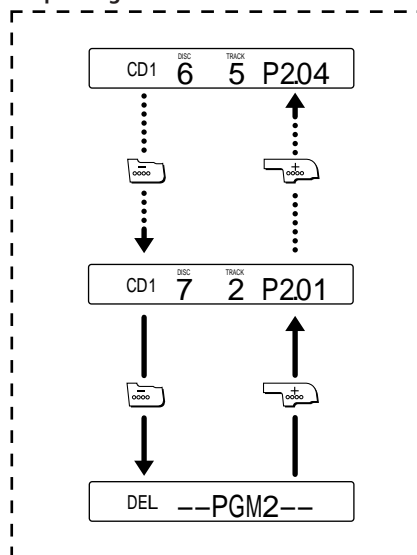 DISC TRACK
CD1 6 5 P2.04
– +
DISC TRACK
CD1 7 2 P2.01
– +
DEL --PGM2--